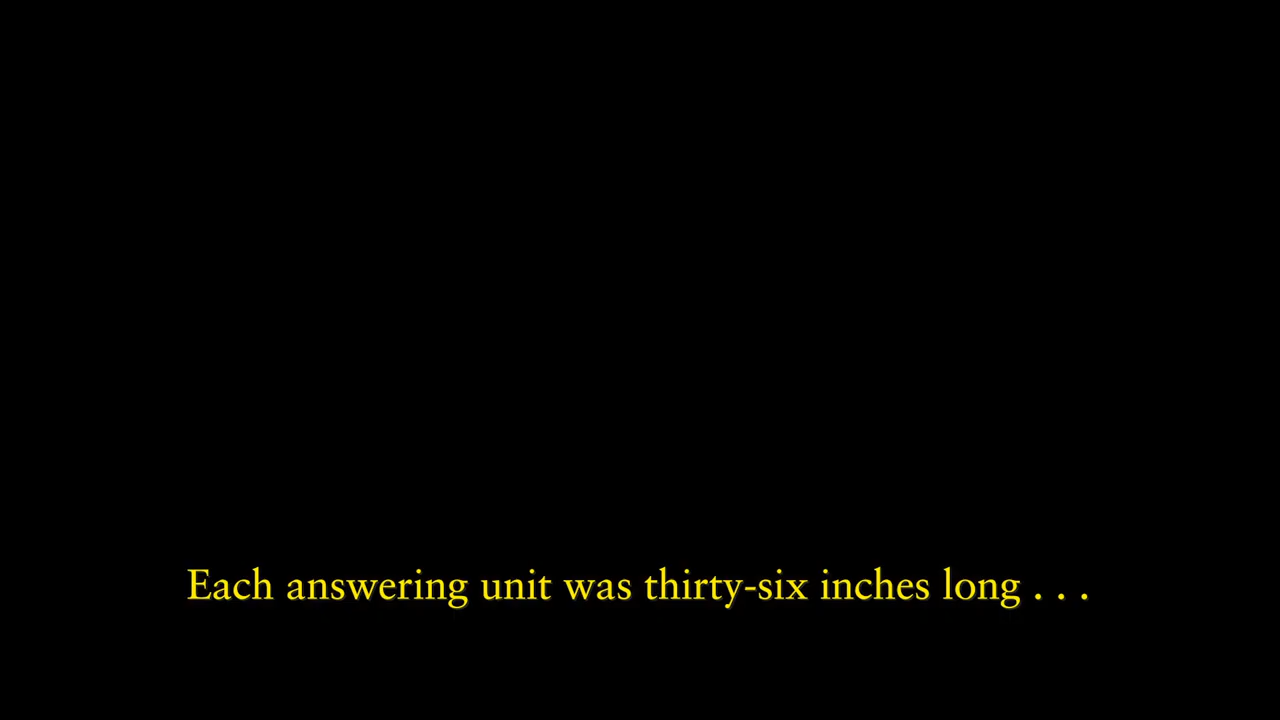 Each answering unit was thirty-six inches long . . .